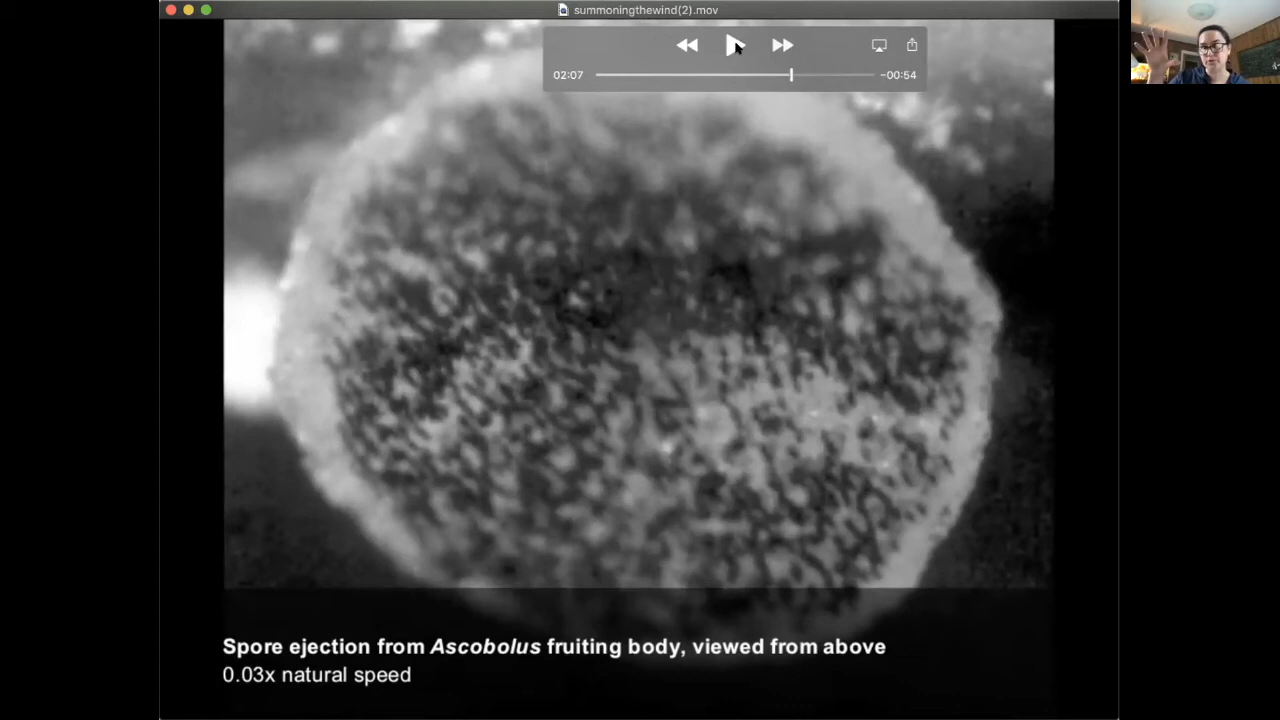 summoningthewind(2).mov
02:07
-00:54
Spore ejection from Ascobolus fruiting body, viewed from above
0.03x natural speed